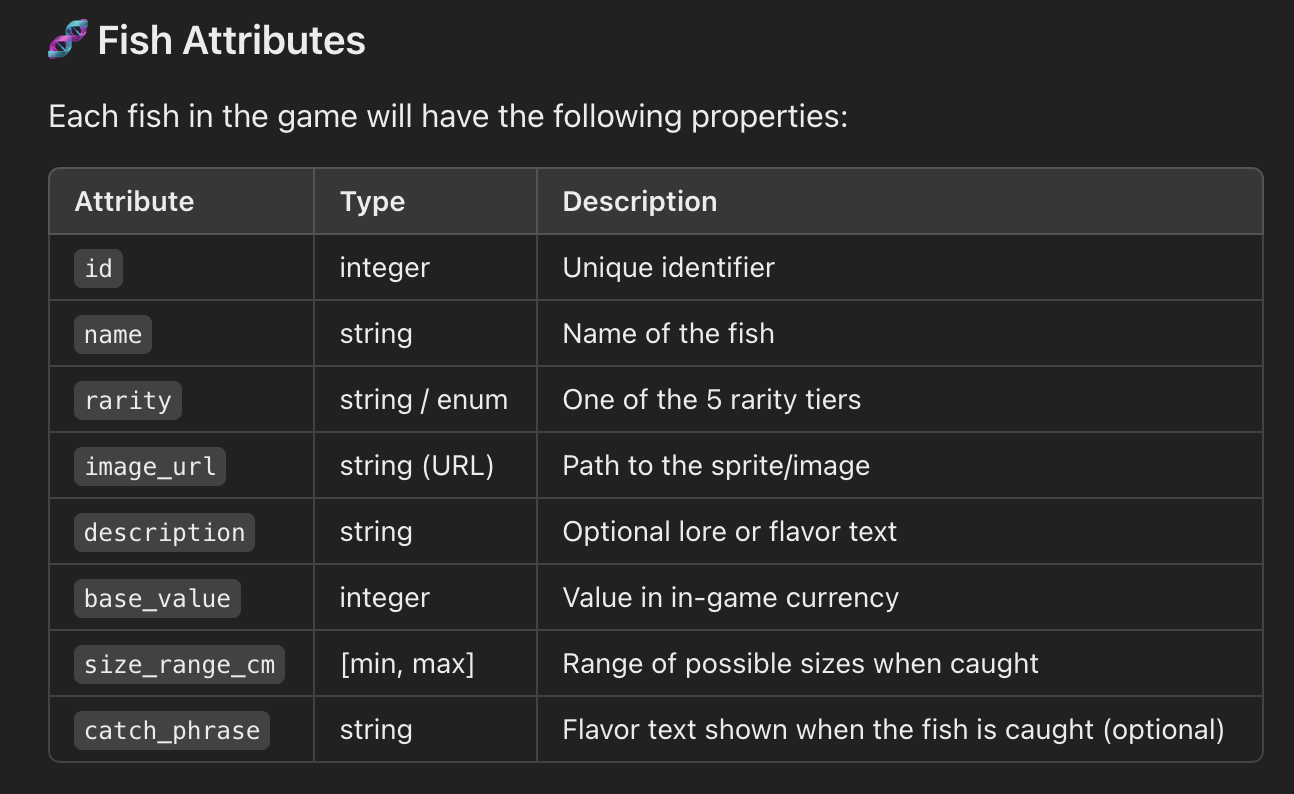 🧬 Fish Attributes
Each fish in the game will have the following properties:
Attribute Type Description
id integer Unique identifier
name string Name of the fish
rarity string / enum One of the 5 rarity tiers
image_url string (URL) Path to the sprite/image
description string Optional lore or flavor text
base_value integer Value in in-game currency
size_range_cm [min, max] Range of possible sizes when caught
catch_phrase string Flavor text shown when the fish is caught (optional)